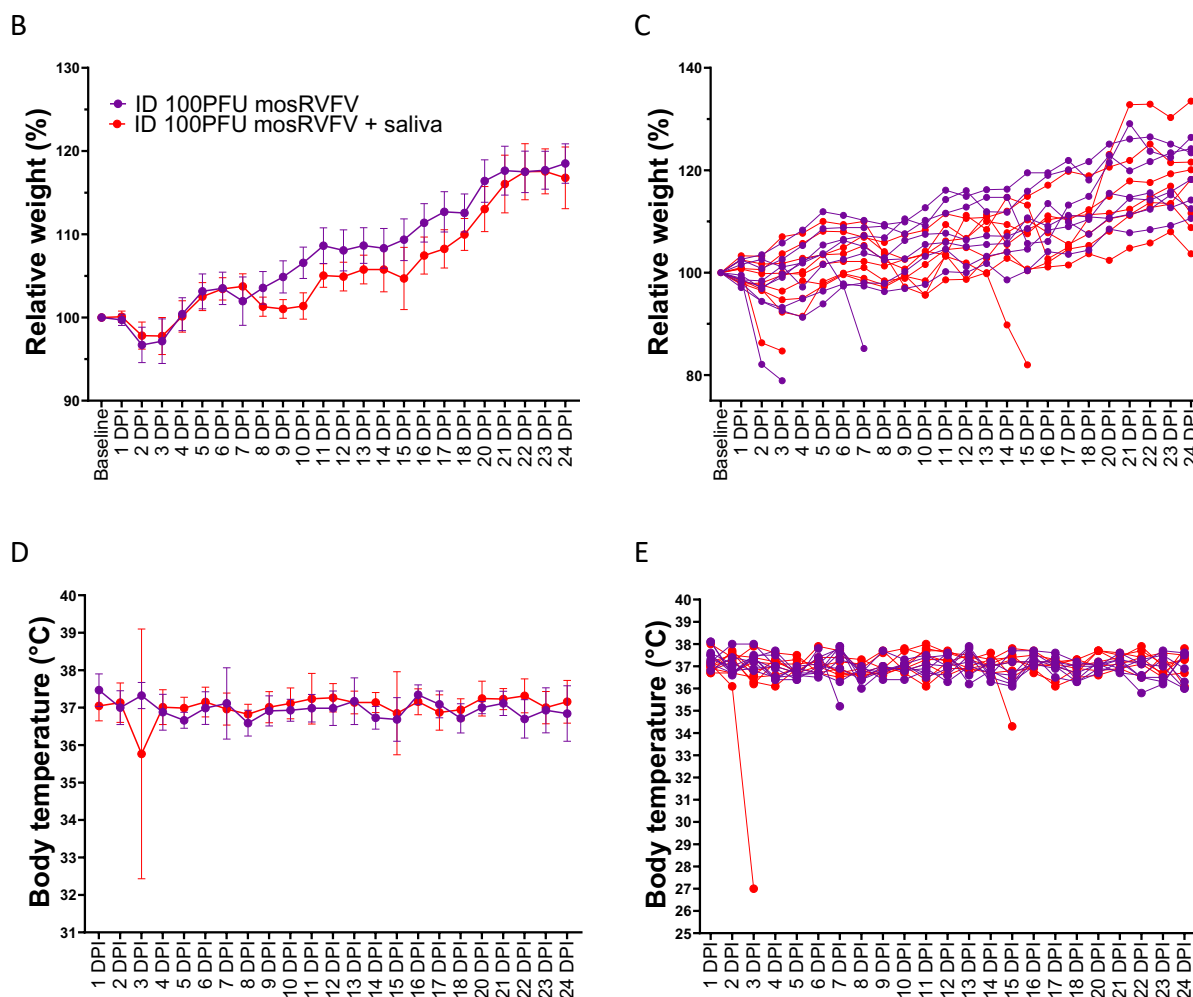 B
Relative weight (%)
130
120
110
100
90
ID 100PFU mosRVFV
ID 100PFU mosRVFV + saliva
Baseline
1 DPI
2 DPI
3 DPI
4 DPI
5 DPI
6 DPI
7 DPI
8 DPI
9 DPI
10 DPI
11 DPI
12 DPI
13 DPI
14 DPI
15 DPI
16 DPI
17 DPI
18 DPI
20 DPI
21 DPI
22 DPI
23 DPI
24 DPI
C
Relative weight (%)
140
120
100
80
Baseline
1 DPI
2 DPI
3 DPI
4 DPI
5 DPI
6 DPI
7 DPI
8 DPI
9 DPI
10 DPI
11 DPI
12 DPI
13 DPI
14 DPI
15 DPI
16 DPI
17 DPI
18 DPI
20 DPI
21 DPI
22 DPI
23 DPI
24 DPI
D
Body temperature (°C)
40
39
38
37
36
35
34
33
32
31
1 DPI
2 DPI
3 DPI
4 DPI
5 DPI
6 DPI
7 DPI
8 DPI
9 DPI
10 DPI
11 DPI
12 DPI
13 DPI
14 DPI
15 DPI
16 DPI
17 DPI
18 DPI
20 DPI
21 DPI
22 DPI
23 DPI
24 DPI
E
Body temperature (°C)
40
39
38
37
36
35
34
33
32
31
30
29
28
27
26
25
1 DPI
2 DPI
3 DPI
4 DPI
5 DPI
6 DPI
7 DPI
8 DPI
9 DPI
10 DPI
11 DPI
12 DPI
13 DPI
14 DPI
15 DPI
16 DPI
17 DPI
18 DPI
20 DPI
21 DPI
22 DPI
23 DPI
24 DPI